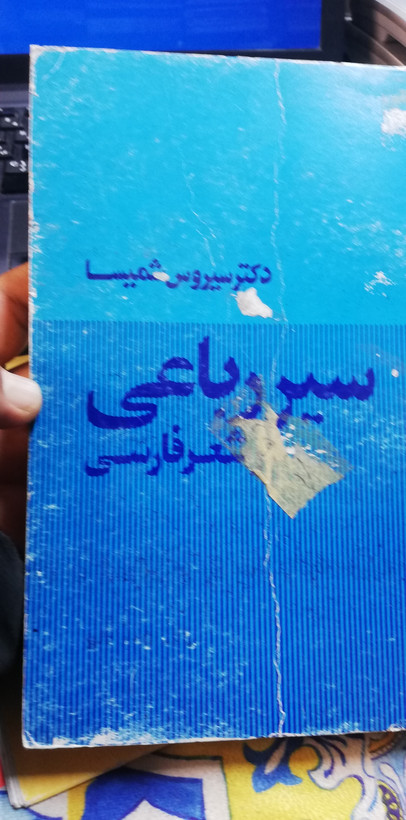 دکتر سیروس شمیسا
سیر رباعی
شعر فارسی